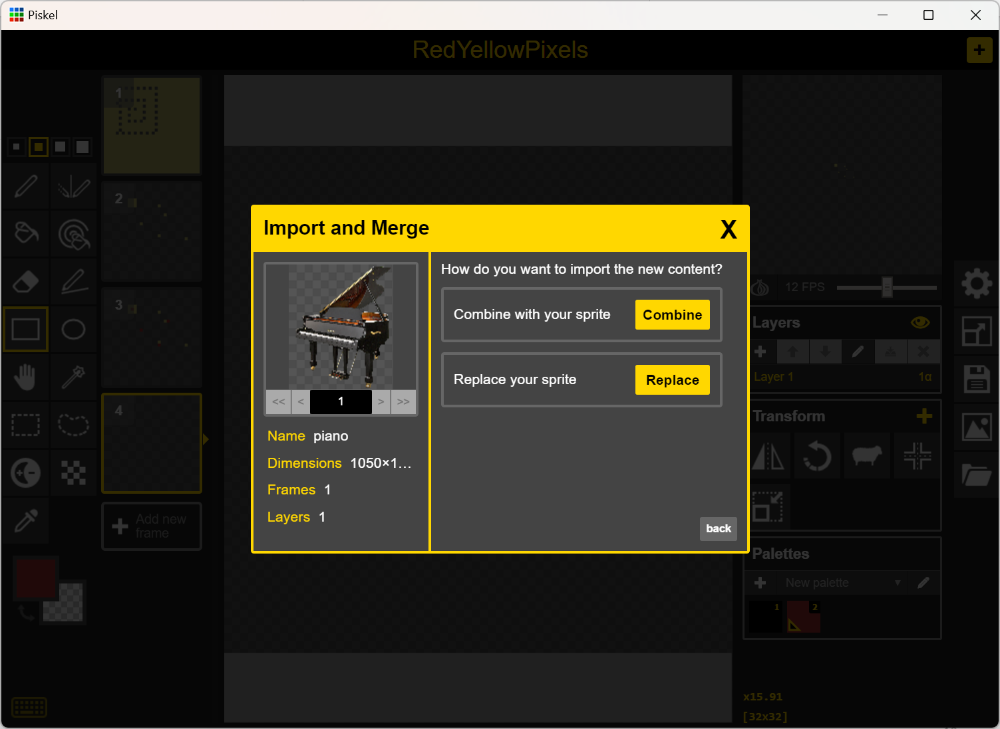 Piskel
RedYellowPixels
1
2
3
4
Add new
frame
Import and Merge
X
<< < 1 > >>
Name piano
Dimensions 1050×1...
Frames 1
Layers 1
How do you want to import the new content?
Combine with your sprite Combine
Replace your sprite Replace
back
12 FPS
Layers
Layer 1 1α
Transform
Palettes
New palette
1 2
x15.91
[32x32]